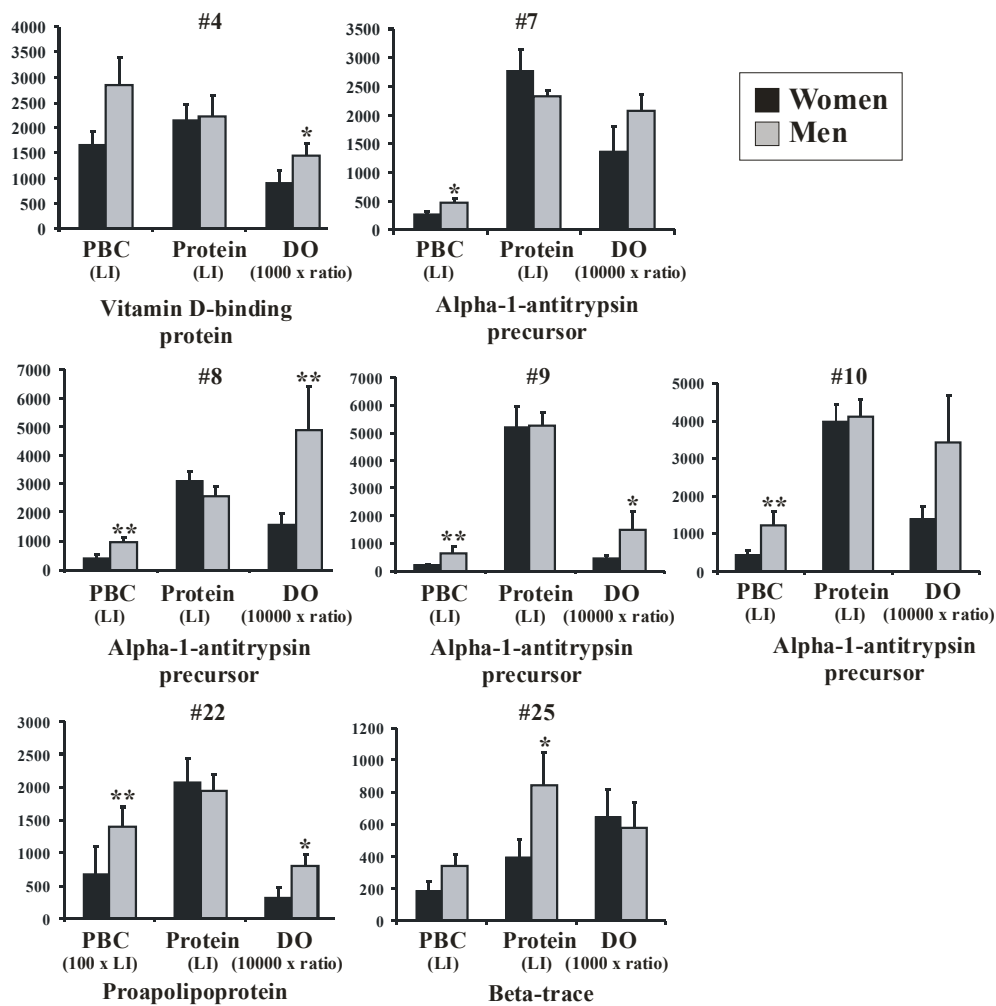 #4
4000
3500
3000
2500
2000
1500
1000
500
0
*
PBC Protein DO
(LI) (LI) (1000 x ratio)
Vitamin D-binding
protein
#7
3500
3000
2500
2000
1500
1000
500
0
*
PBC Protein DO
(LI) (LI) (10000 x ratio)
Alpha-1-antitrypsin
precursor
Women
Men
#8
7000
6000
5000
4000
3000
2000
1000
0
**
**
PBC Protein DO
(LI) (LI) (10000 x ratio)
Alpha-1-antitrypsin
precursor
#9
7000
6000
5000
4000
3000
2000
1000
0
**
*
PBC Protein DO
(LI) (LI) (10000 x ratio)
Alpha-1-antitrypsin
precursor
#10
5000
4000
3000
2000
1000
0
**
PBC Protein DO
(LI) (LI) (10000 x ratio)
Alpha-1-antitrypsin
precursor
#22
3000
2500
2000
1500
1000
500
0
**
*
PBC Protein DO
(100 x LI) (LI) (10000 x ratio)
Proapolipoprotein
#25
1200
1000
800
600
400
200
0
*
PBC Protein DO
(LI) (LI) (1000 x ratio)
Beta-trace